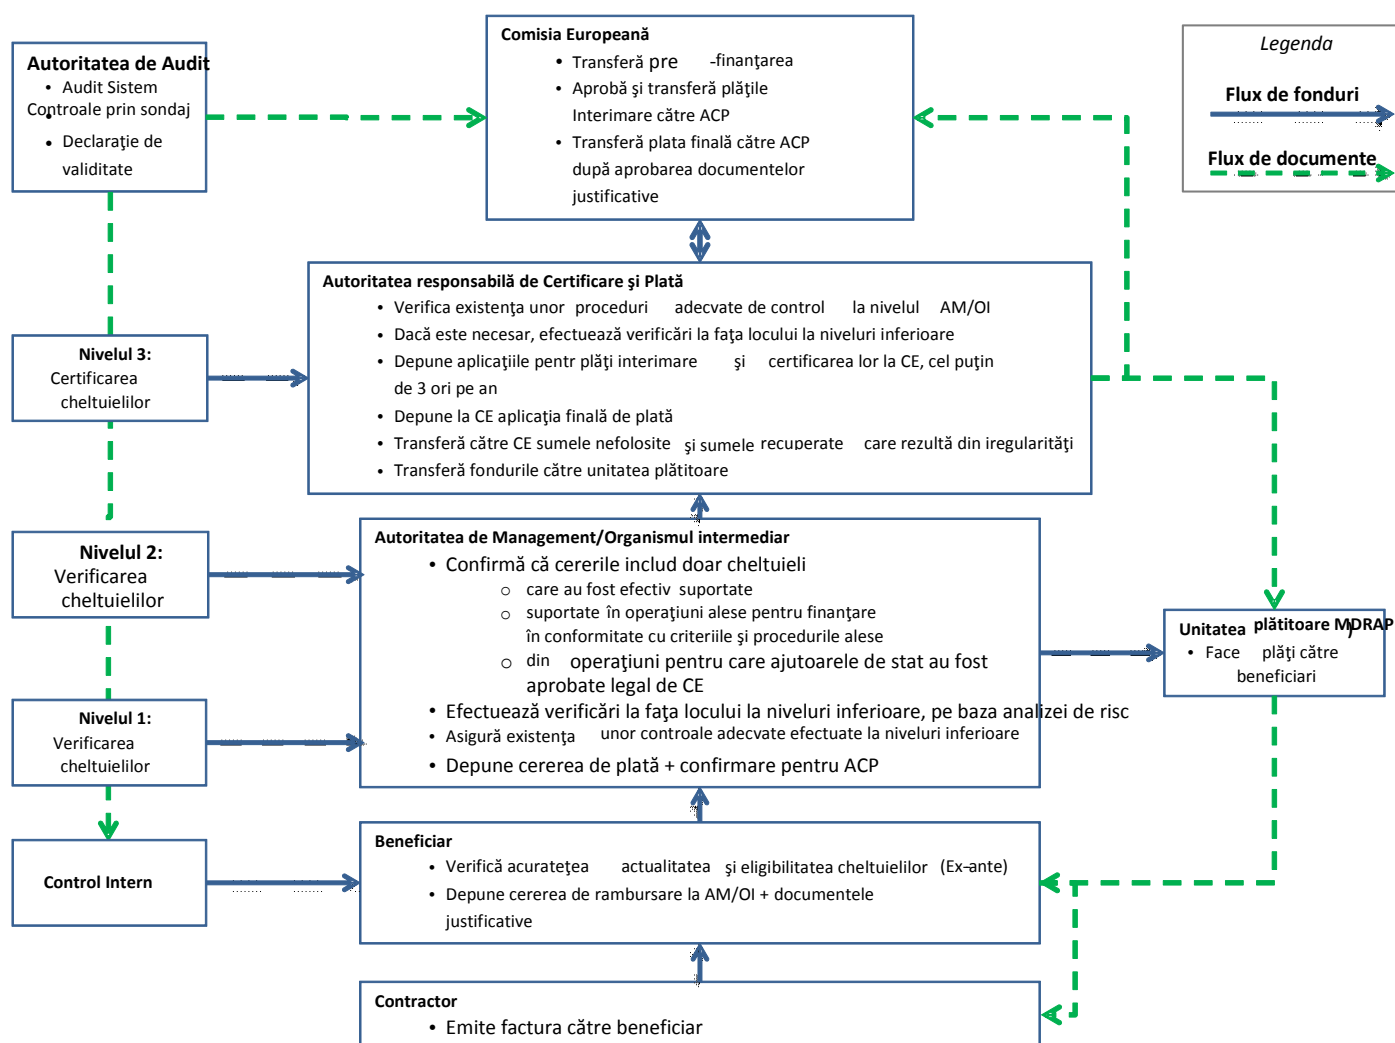 Autoritatea de Audit
• Audit Sistem
Controale prin sondaj
•
• Declaraţie de
validitate
Comisia Europeană
• Transferă pre -finanţarea
• Aprobă şi transferă plăţile
Interimare către ACP
• Transferă plata finală către ACP
după aprobarea documentelor
justificative
Legenda
Flux de fonduri
Flux de documente
Autoritatea responsabilă de Certificare şi Plată
• Verifica existenţa unor proceduri adecvate de control la nivelul AM/OI
• Dacă este necesar, efectuează verificări la faţa locului la niveluri inferioare
• Depune aplicaţiile pentr plăţi interimare şi certificarea lor la CE, cel puţin
de 3 ori pe an
• Depune la CE aplicaţia finală de plată
• Transferă către CE sumele nefolosite şi sumele recuperate care rezultă din iregularităţi
• Transferă fondurile către unitatea plătitoare
Nivelul 3:
Certificarea
cheltuielilor
Nivelul 2:
Verificarea
cheltuielilor
Autoritatea de Management/Organismul intermediar
• Confirmă că cererile includ doar cheltuieli
o care au fost efectiv suportate
o suportate în operaţiuni alese pentru finanţare
în conformitate cu criteriile şi procedurile alese
o din operaţiuni pentru care ajutoarele de stat au fost
aprobate legal de CE
• Efectuează verificări la faţa locului la niveluri inferioare, pe baza analizei de risc
• Asigură existenţa unor controale adecvate efectuate la niveluri inferioare
• Depune cererea de plată + confirmare pentru ACP
Unitatea plătitoare MDRAP)
• Face plăţi către
beneficiari
Nivelul 1:
Verificarea
cheltuielilor
Control Intern
Beneficiar
• Verifică acurateţea actualitatea şi eligibilitatea cheltuielilor (Ex-ante)
• Depune cererea de rambursare la AM/OI + documentele
justificative
Contractor
• Emite factura către beneficiar